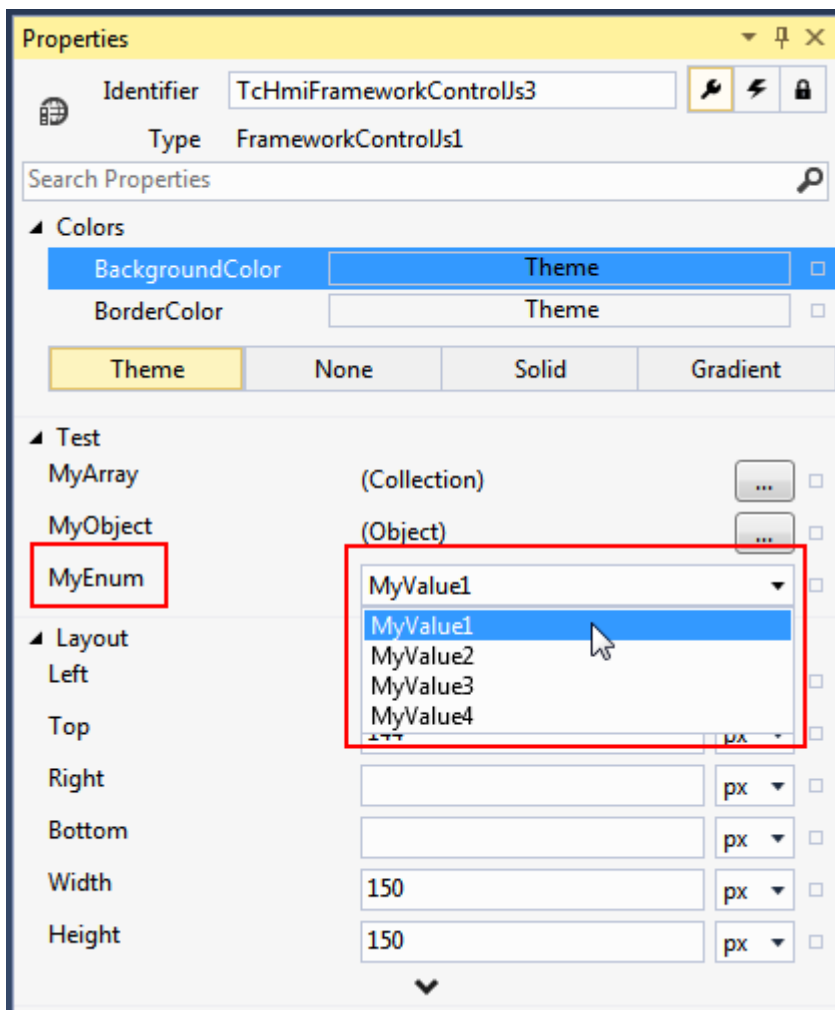 Properties
Identifier TcHmiFrameworkControlJs3
Type FrameworkControlJs1
Search Properties
Colors
BackgroundColor Theme
BorderColor Theme
Theme None Solid Gradient
Test
MyArray (Collection) ...
MyObject (Object) ...
MyEnum MyValue1
MyValue1
Layout
MyValue2
Left
MyValue3
MyValue4
Top px
Right px
Bottom px
Width 150 px
Height 150 px